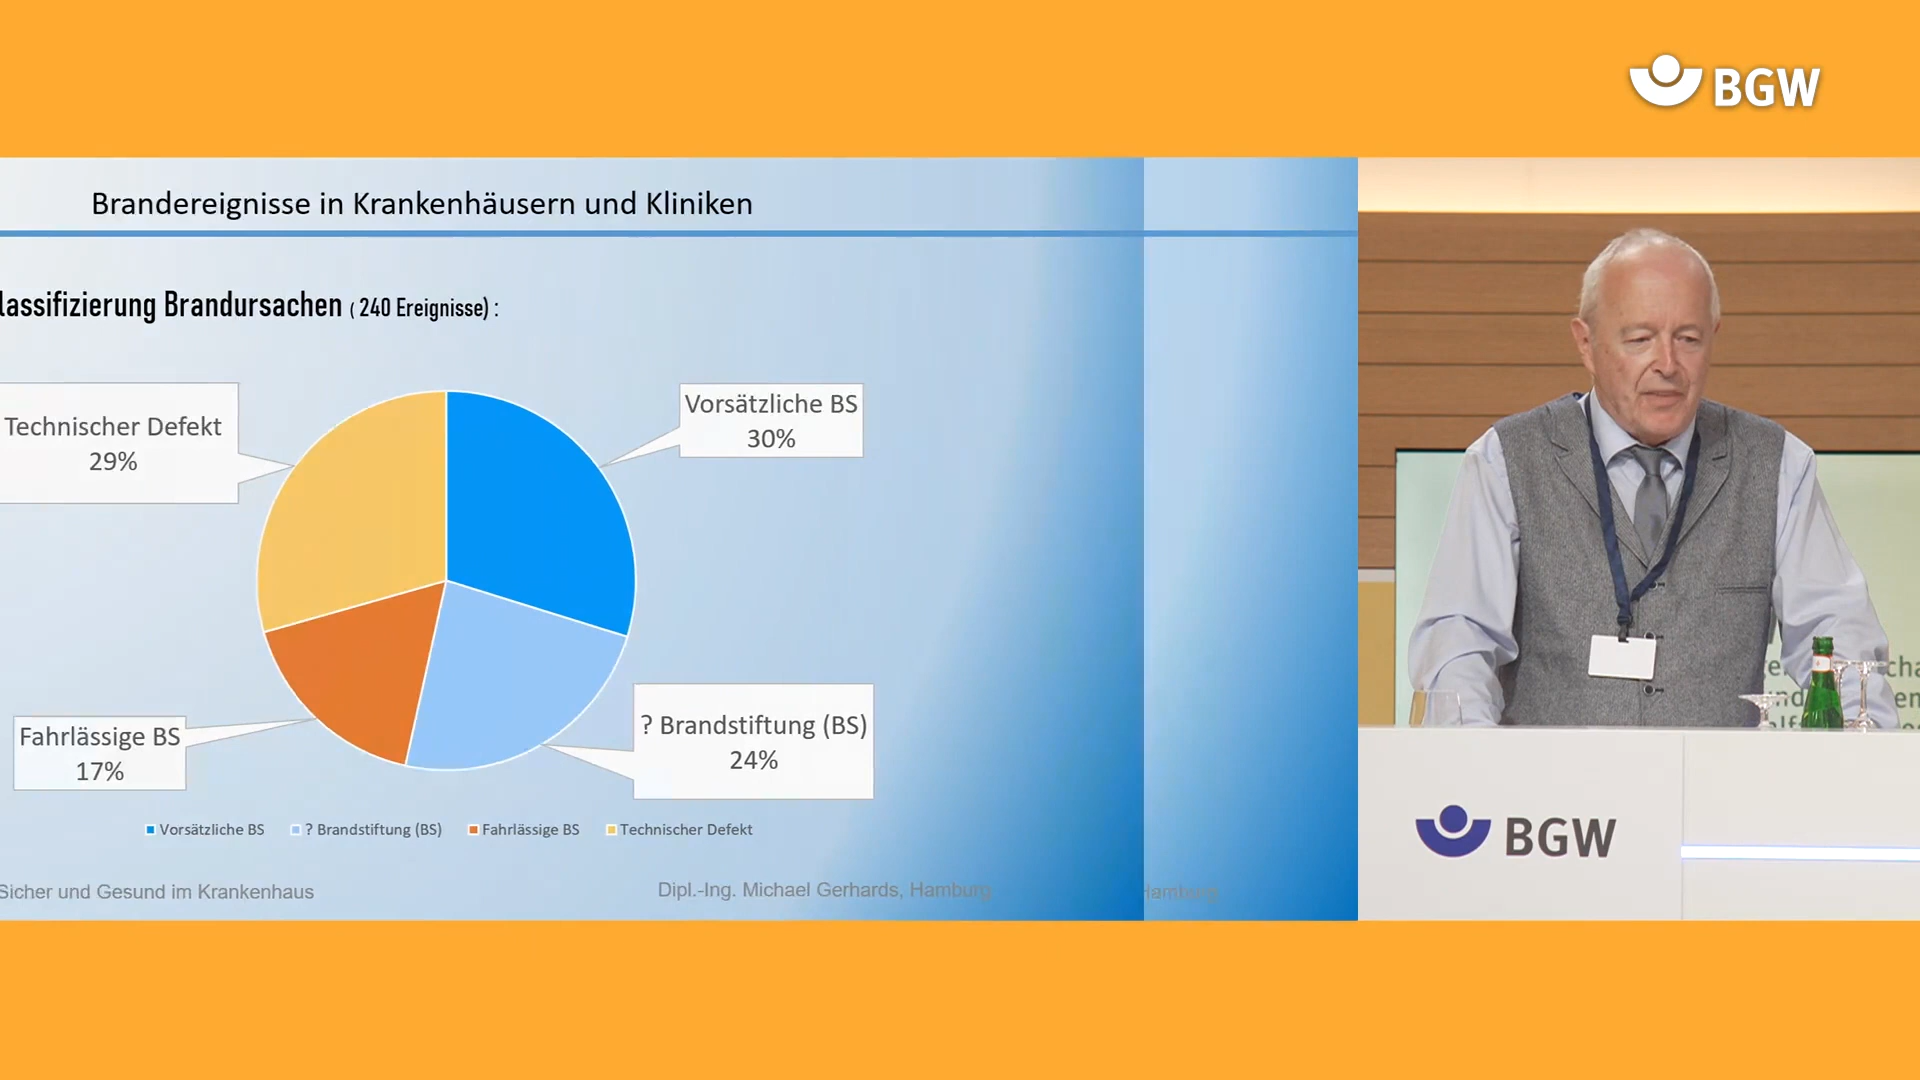 BGW
Brandereignisse in Krankenhäusern und Kliniken
lassifizierung Brandursachen ( 240 Ereignisse) :
Technischer Defekt
29%
Vorsätzliche BS
30%
Fahrlässige BS
17%
? Brandstiftung (BS)
24%
Vorsätzliche BS ? Brandstiftung (BS) Fahrlässige BS Technischer Defekt
Sicher und Gesund im Krankenhaus
Dipl.-Ing. Michael Gerhards, Hamburg
Hamburg
BGW